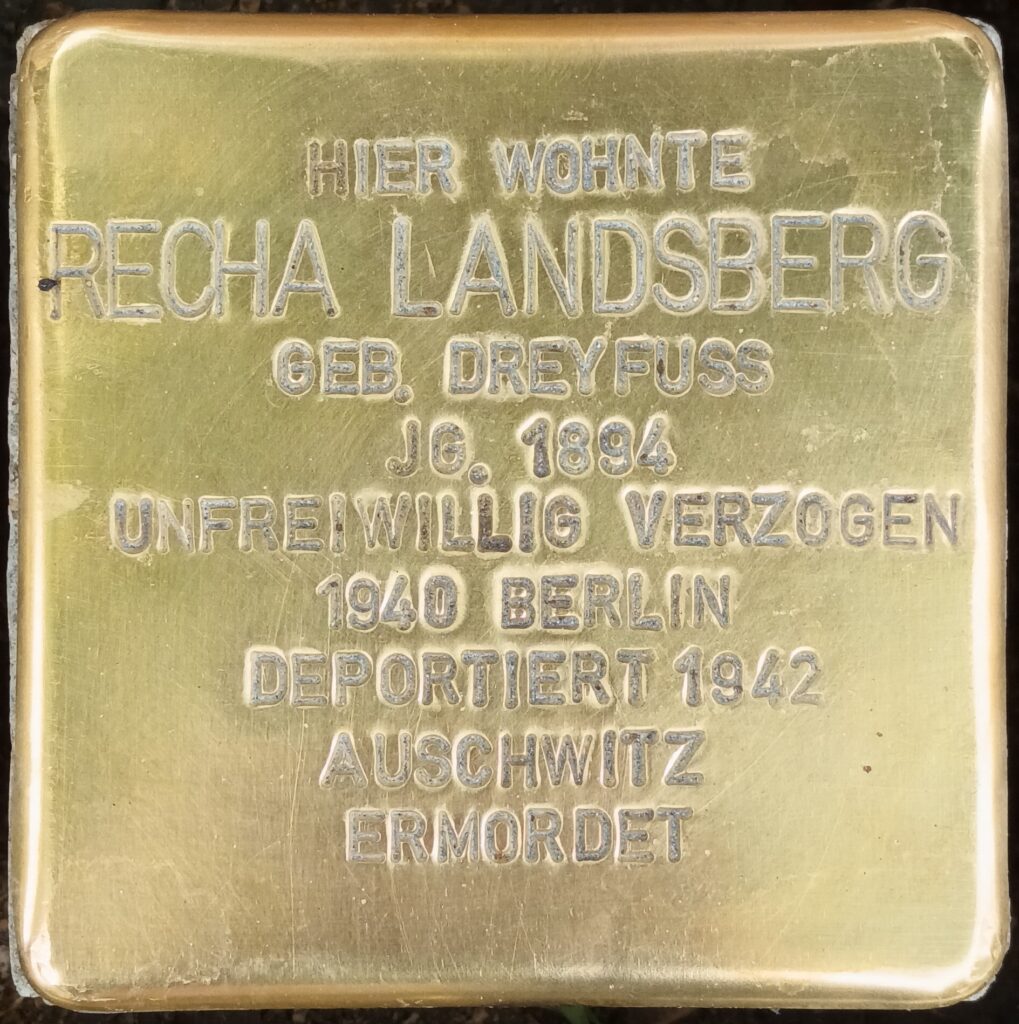 HIER WOHNTE
RECHA LANDSBERG
GEB. DREYFUSS
JG. 1894
UNFREIWILLIG VERZOGEN
1940 BERLIN
DEPORTIERT 1942
AUSCHWITZ
ERMORDET